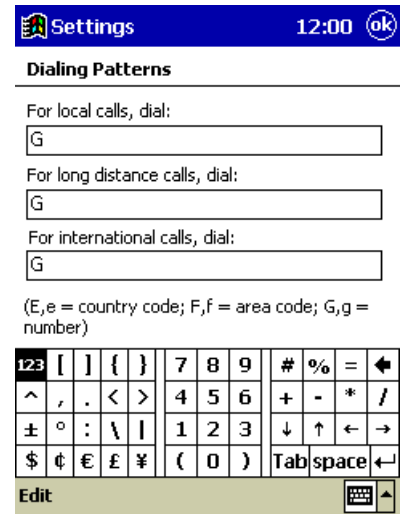 Settings 12:00 ok
Dialing Patterns
For local calls, dial:
G
For long distance calls, dial:
G
For international calls, dial:
G
(E,e = country code; F,f = area code; G,g =
number)
123 [ ] { } 7 8 9 # % = 🡄
^ , . < > 4 5 6 + - * /
± ° : \ | 1 2 3 ↓ ↑ ← →
$ ¢ € £ ¥ ( 0 ) Tab space ↵
Edit